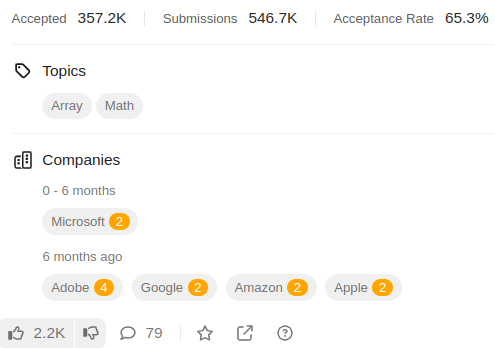 Accepted 357.2K Submissions 546.7K Acceptance Rate 65.3%
Topics
Array Math
Companies
0 - 6 months
Microsoft 2
6 months ago
Adobe 4 Google 2 Amazon 2 Apple 2
2.2K 79